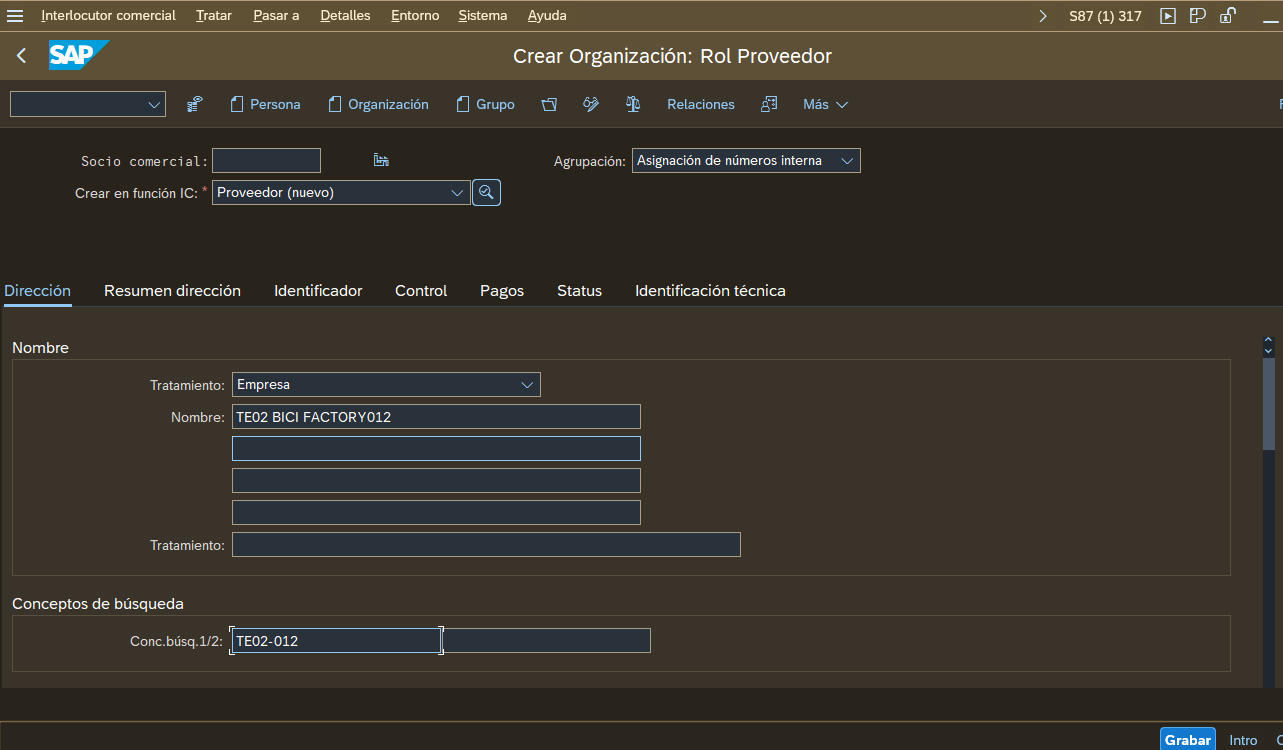 Interlocutor comercial Tratar Pasar a Detalles Entorno Sistema Ayuda S87 (1) 317
SAP Crear Organización: Rol Proveedor
Persona Organización Grupo Relaciones Más
Socio comercial: Agrupación: Asignación de números interna
Crear en función IC: * Proveedor (nuevo)
Dirección Resumen dirección Identificador Control Pagos Status Identificación técnica
Nombre
Tratamiento: Empresa
Nombre: TE02 BICI FACTORY012
Tratamiento:
Conceptos de búsqueda
Conc.búsq.1/2: TE02-012
Grabar Intro